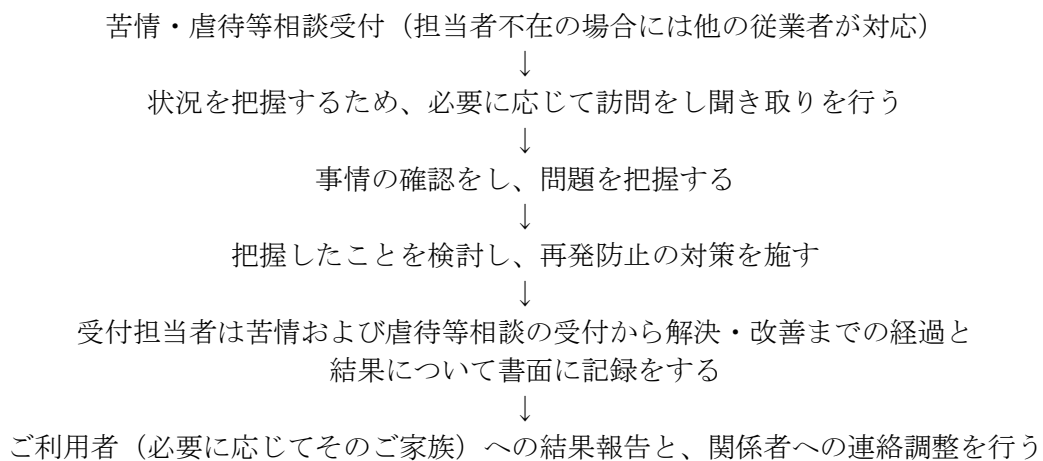 苦情・虐待等相談受付（担当者不在の場合には他の従業者が対応）
↓
状況を把握するため、必要に応じて訪問をし聞き取りを行う
↓
事情の確認をし、問題を把握する
↓
把握したことを検討し、再発防止の対策を施す
↓
受付担当者は苦情および虐待等相談の受付から解決・改善までの経過と
結果について書面に記録をする
↓
ご利用者（必要に応じてそのご家族）への結果報告と、関係者への連絡調整を行う